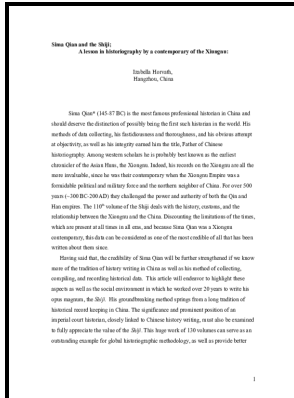 Sima Qian and the Shiji;
A lesson in historiography by a contemporary of the Xiongnu:
Izabella Horvath,
Hangzhou, China
Sima Qian* (145-87 BC) is the most famous professional historian in China and
should deserve the distinction of possibly being the first such historian in the world. His
methods of data collecting, his fastidiousness and thoroughness, and his obvious attempt
at objectivity, as well as his integrity earned him the title, Father of Chinese
historiography. Among western scholars he is probably best known as the earliest
chronicler of the Asian Huns, the Xiongnu. Indeed, his records on the Xiongnu are all the
more invaluable, since he was their contemporary when the Xiongnu Empire was a
formidable political and military force and the northern neighbor of China. For over 500
years (~300 BC-200 AD) they challenged the power and authority of both the Qin and
Han empires. The 110th volume of the Shiji deals with the history, customs, and the
relationship between the Xiongnu and the China. Discounting the limitations of the times,
which are present at all times in all eras, and because Sima Qian was a Xiongnu
contemporary, this data can be considered as one of the most credible of all that has been
written about them since.
Having said that, the credibility of Sima Qian will be further strengthened if we know
more of the tradition of history writing in China as well as his method of collecting,
compiling, and recording historical data. This article will endeavor to highlight these
aspects as well as the social environment in which he worked over 20 years to write his
opus magnum, the Shiji. His groundbreaking method springs from a long tradition of
historical record keeping in China. The significance and prominent position of an
imperial court historian, closely linked to Chinese history writing, must also be examined
to fully appreciate the value of the Shiji. This huge work of 130 volumes can serve as an
outstanding example for global historiographic methodology, as well as provide better
1